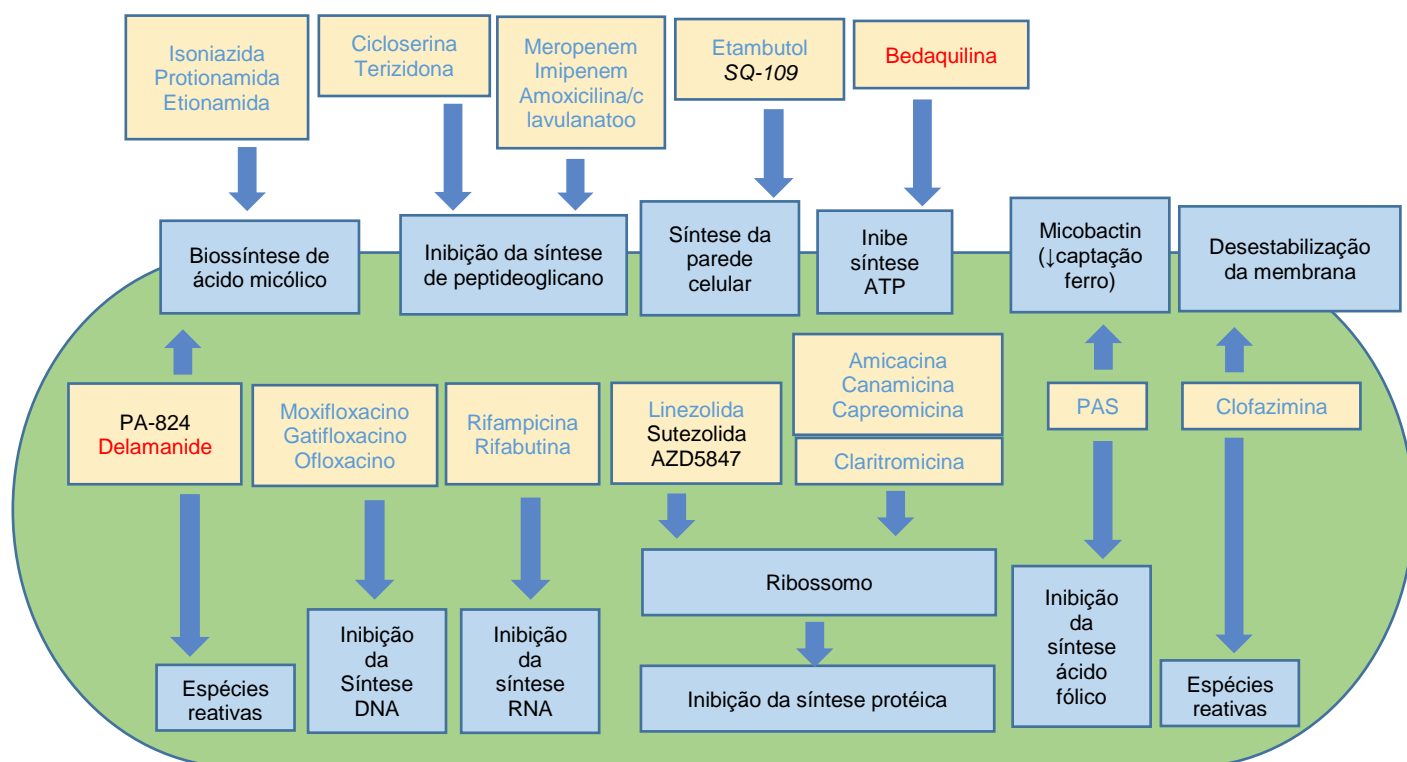 Isoniazida
Protionamida
Etionamida
Cicloserina
Terizidona
Meropenem
Imipenem
Amoxicilina/c
lavulanatoo
Etambutol
SQ-109
Bedaquilina
Biossíntese de
ácido micólico
Inibição da síntese
de peptideoglicano
Síntese da
parede
celular
Inibe
síntese
ATP
Micobactin
(↓captação
ferro)
Desestabilização
da membrana
PA-824
Delamanide
Moxifloxacino
Gatifloxacino
Ofloxacino
Rifampicina
Rifabutina
Linezolida
Sutezolida
AZD5847
Amicacina
Canamicina
Capreomicina
Claritromicina
PAS
Clofazimina
Espécies
reativas
Inibição
da
Síntese
DNA
Inibição
da
síntese
RNA
Ribossomo
Inibição da síntese protéica
Inibição
da
síntese
ácido
fólico
Espécies
reativas